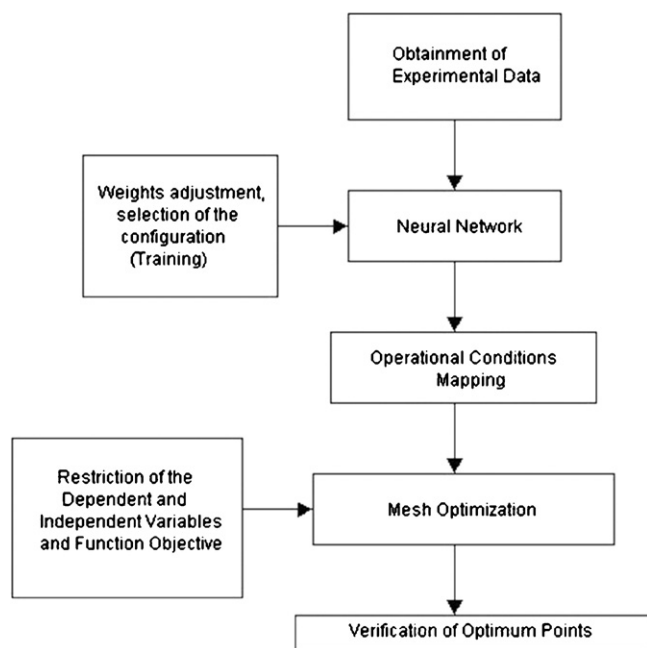 Obtainment of
Experimental Data
Weights adjustment,
selection of the
configuration
(Training)
Neural Network
Operational Conditions
Mapping
Restriction of the
Dependent and
Independent Variables
and Function Objective
Mesh Optimization
Verification of Optimum Points